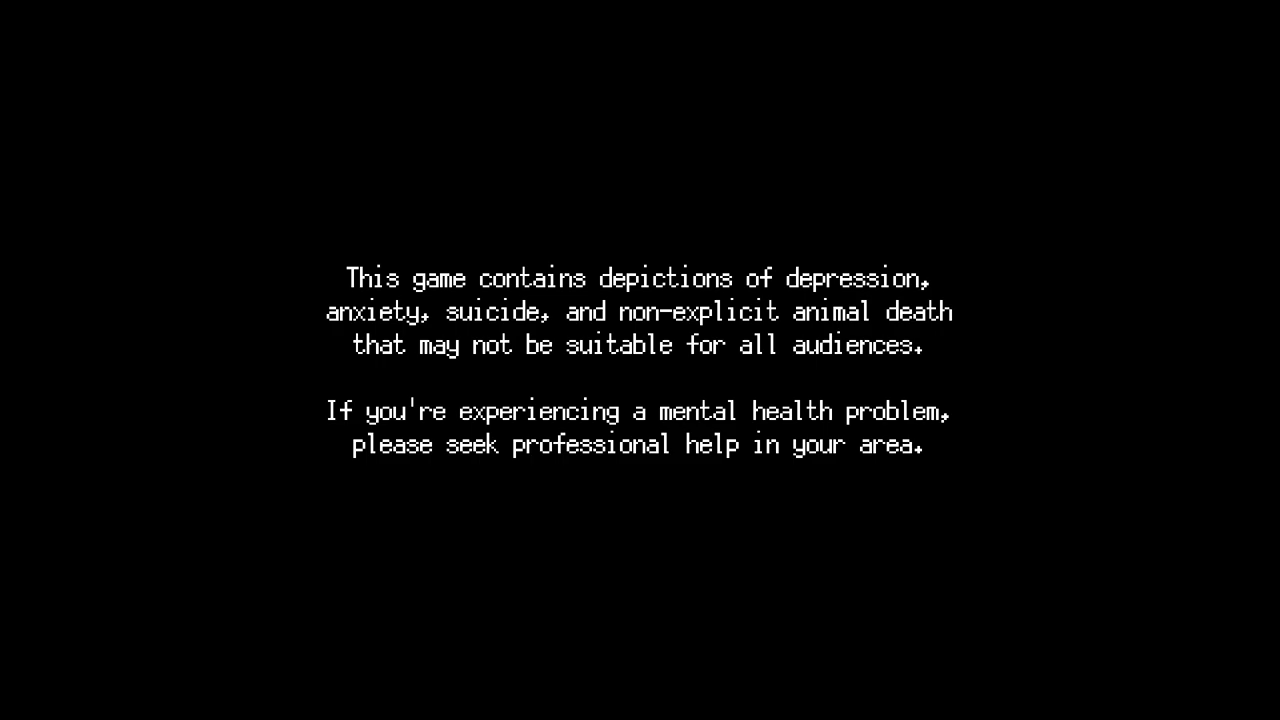 This game contains depictions of depression,
anxiety, suicide, and non-explicit animal death
that may not be suitable for all audiences.
If you're experiencing a mental health problem,
please seek professional help in your area.